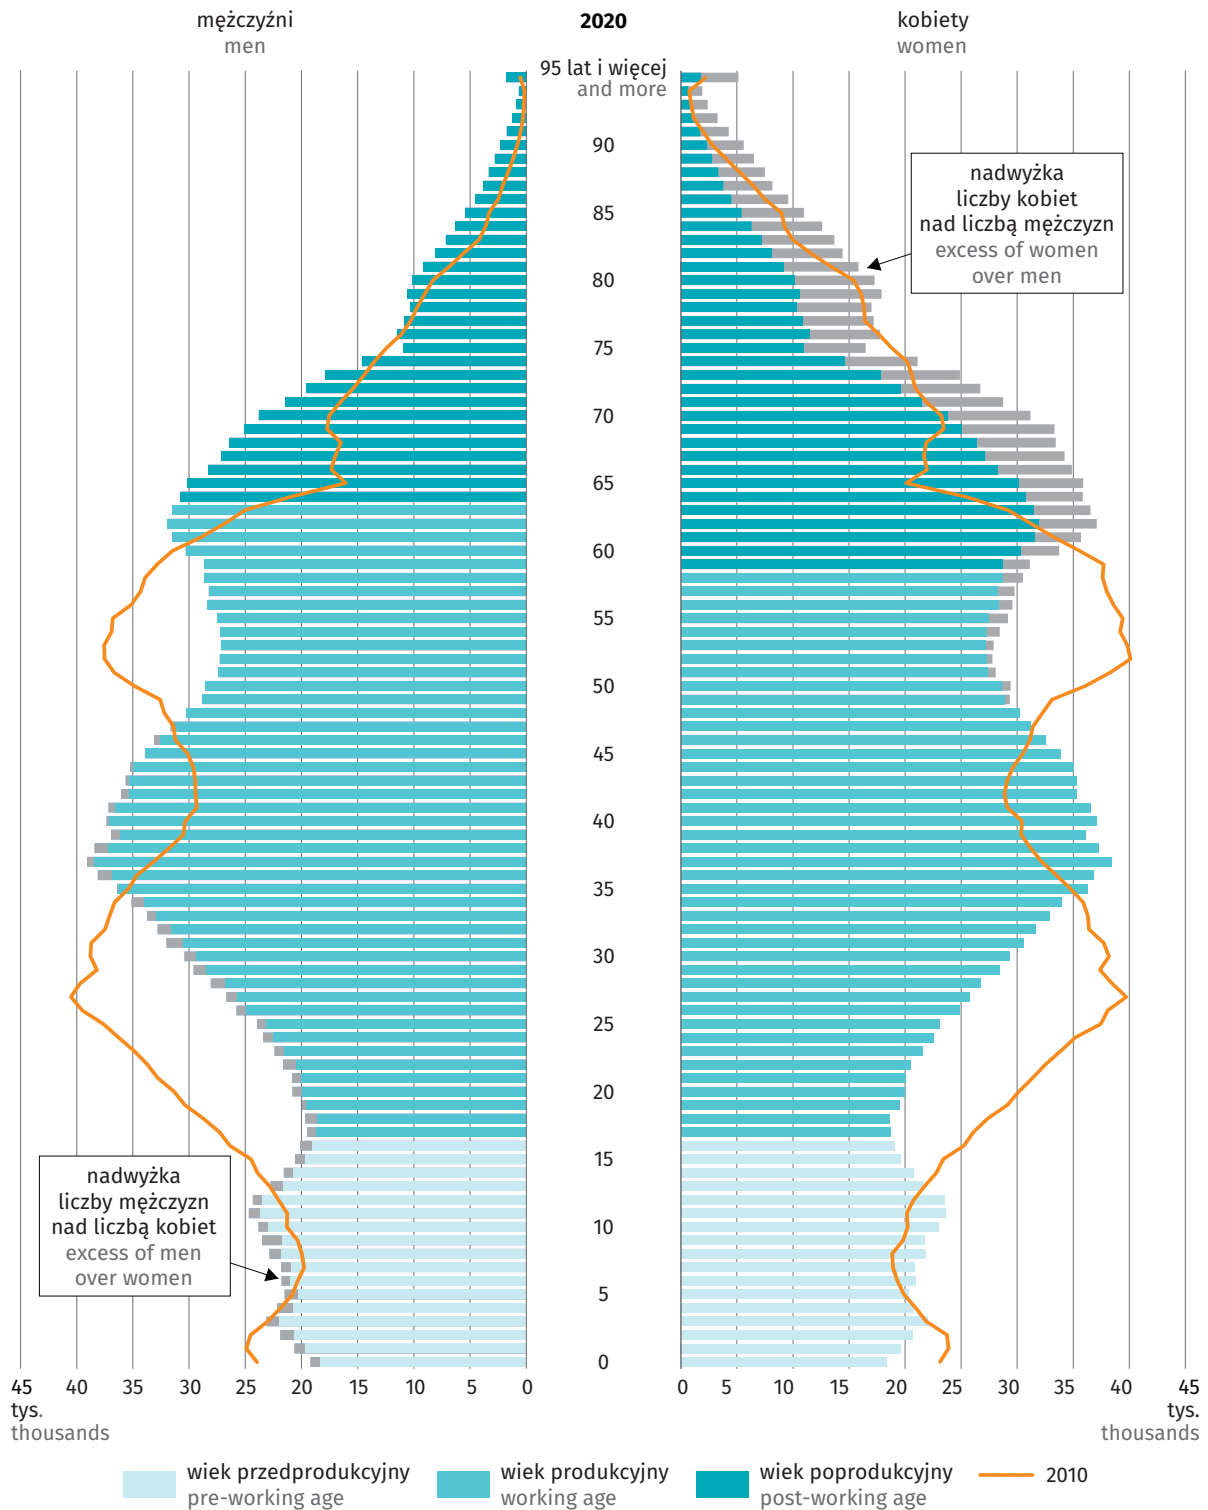 mężczyźni
men
2020
kobiety
women
95 lat i więcej
and more
90
85
80
75
70
65
60
55
50
45
40
35
30
25
20
15
10
5
0
nadwyżka
liczby kobiet
nad liczbą mężczyzn
excess of women
over men
nadwyżka
liczby mężczyzn
nad liczbą kobiet
excess of men
over women
45 40 35 30 25 20 15 10 5 0
tys.
thousands
0 5 10 15 20 25 30 35 40 45
tys.
thousands
wiek przedprodukcyjny
pre-working age
wiek produkcyjny
working age
wiek poprodukcyjny
post-working age
2010